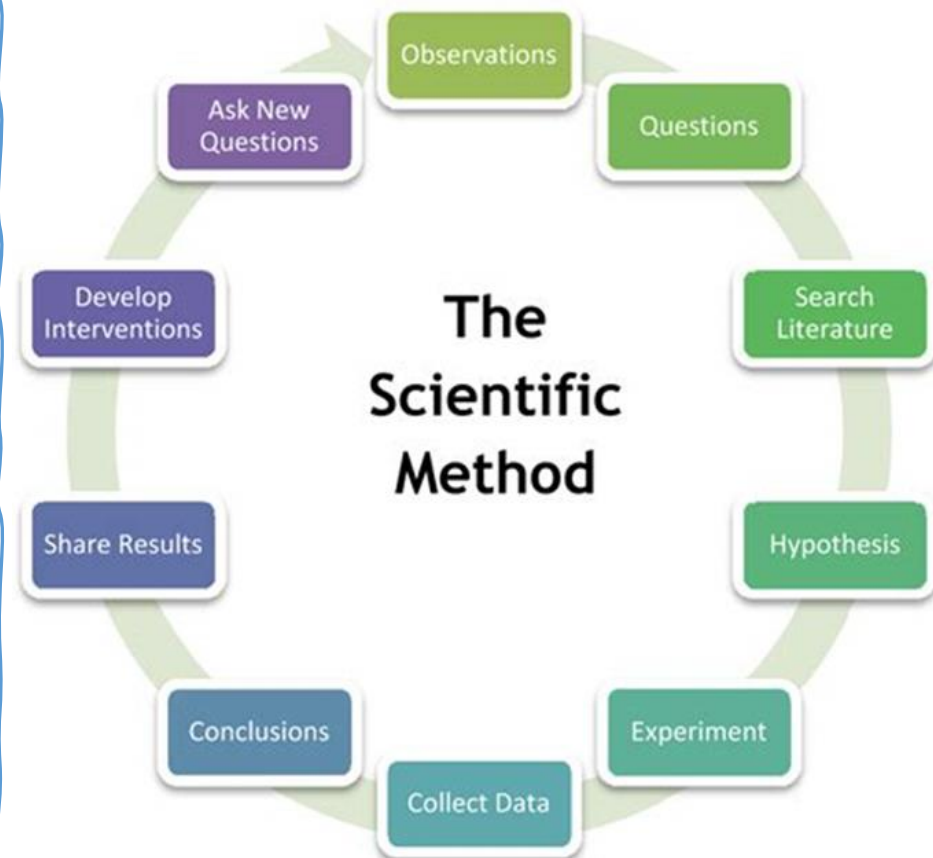 The
Scientific
Method
Observations
Questions
Search
Literature
Hypothesis
Experiment
Collect Data
Conclusions
Share Results
Develop
Interventions
Ask New
Questions